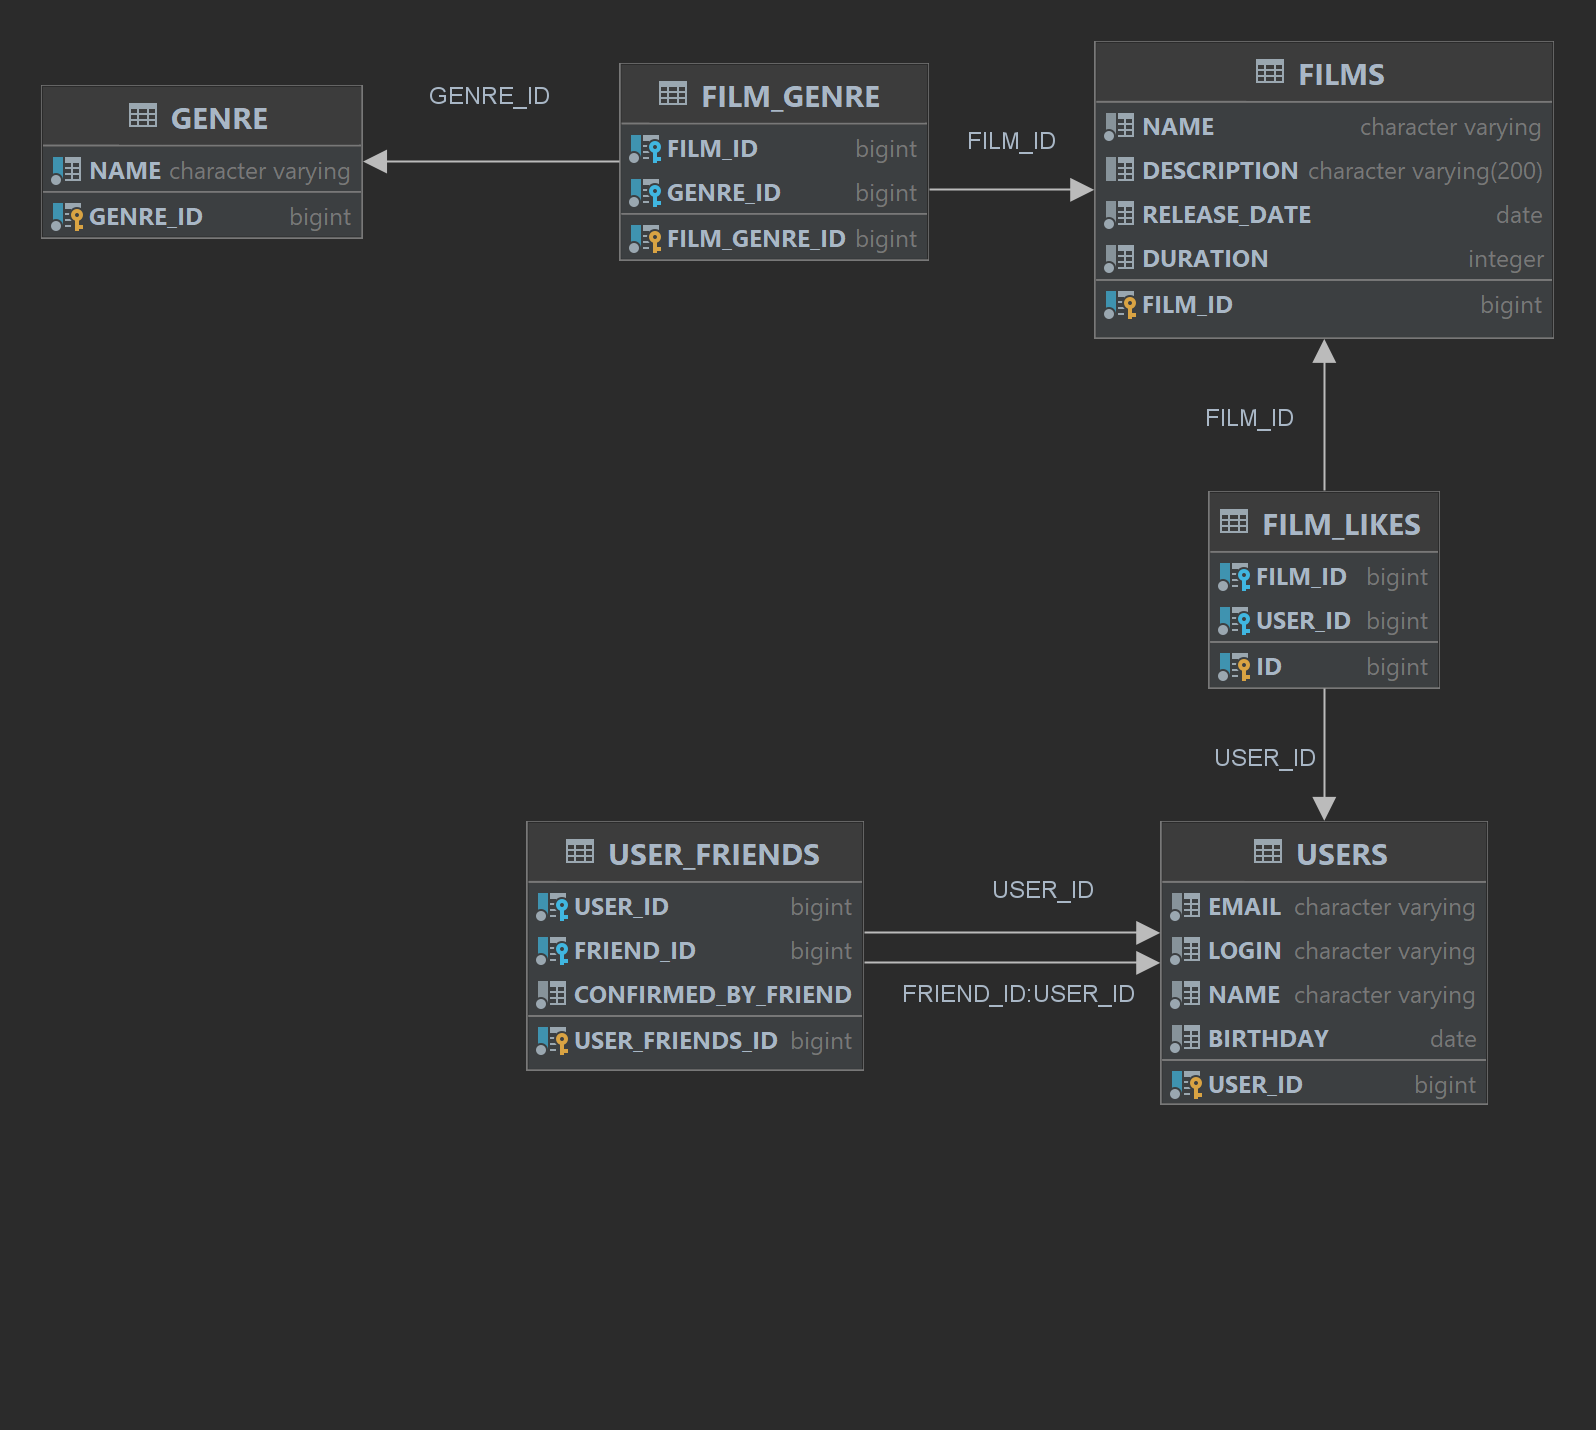 GENRE
NAME character varying
GENRE_ID bigint
GENRE_ID
FILM_GENRE
FILM_ID bigint
GENRE_ID bigint
FILM_GENRE_ID bigint
FILM_ID
FILMS
NAME character varying
DESCRIPTION character varying(200)
RELEASE_DATE date
DURATION integer
FILM_ID bigint
FILM_ID
FILM_LIKES
FILM_ID bigint
USER_ID bigint
ID bigint
USER_ID
USER_FRIENDS
USER_ID bigint
FRIEND_ID bigint
CONFIRMED_BY_FRIEND
USER_FRIENDS_ID bigint
USER_ID
FRIEND_ID:USER_ID
USERS
EMAIL character varying
LOGIN character varying
NAME character varying
BIRTHDAY date
USER_ID bigint